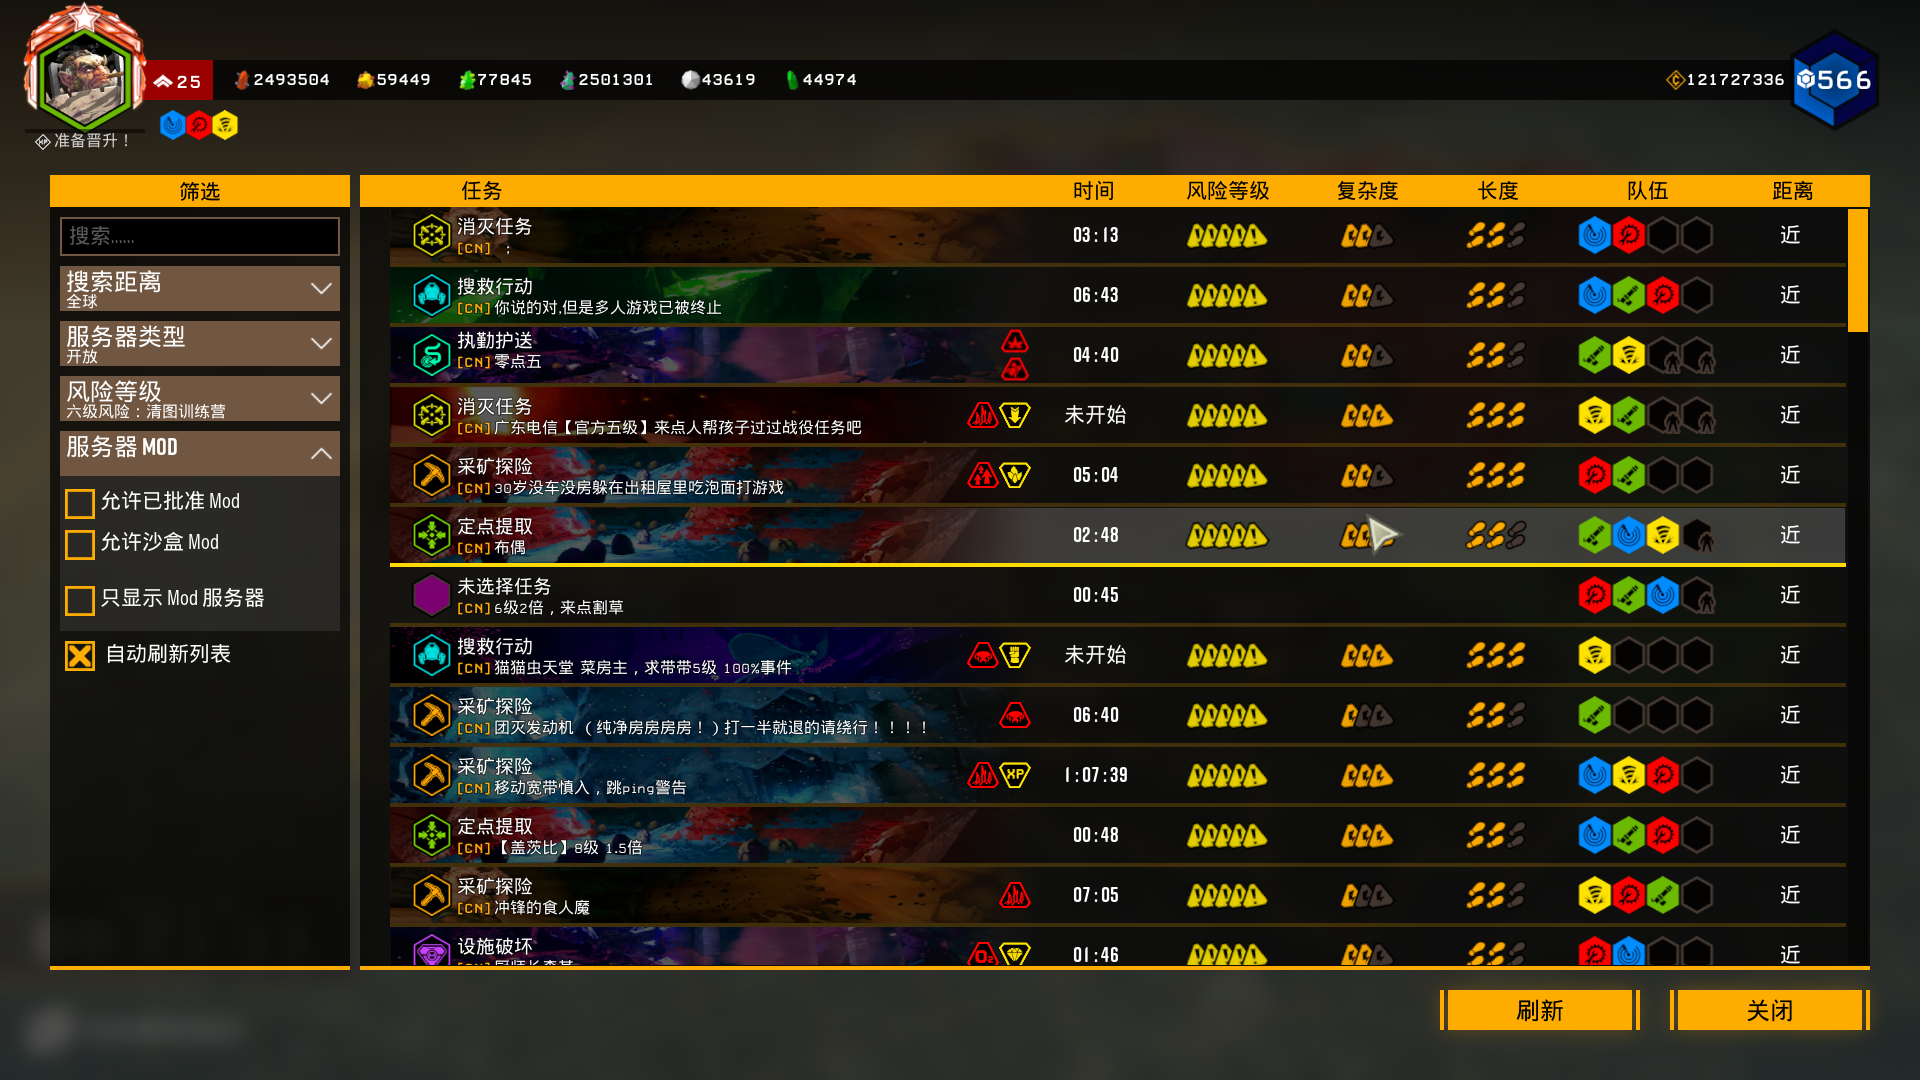 25
2493504
59449
77845
2501301
43619
44974
121727336
566
准备晋升！
筛选
搜索......
搜索距离
全球
服务器类型
开放
风险等级
六级风险：清图训练营
服务器 MOD
允许已批准 Mod
允许沙盒 Mod
只显示 Mod 服务器
自动刷新列表
任务 时间 风险等级 复杂度 长度 队伍 距离
消灭任务
[CN] ；
03:13 近
搜救行动
[CN] 你说的对,但是多人游戏已被终止
06:43 近
执勤护送
[CN] 零点五
04:40 近
消灭任务
[CN] 广东电信【官方五级】来点人帮孩子过过战役任务吧
未开始 近
采矿探险
[CN] 30岁没车没房躲在出租屋里吃泡面打游戏
05:04 近
定点提取
[CN] 布偶
02:48 近
未选择任务
[CN] 6级2倍，来点割草
00:45 近
搜救行动
[CN] 猫猫虫天堂 菜房主，求带带5级 100%事件
未开始 近
采矿探险
[CN] 团灭发动机 （纯净房房房房！）打一半就退的请绕行！！！！
06:40 近
采矿探险
[CN] 移动宽带慎入，跳ping警告
XP
1:07:39 近
定点提取
[CN] 【盖茨比】8级 1.5倍
00:48 近
采矿探险
[CN] 冲锋的食人魔
07:05 近
设施破坏
O2
01:46 近
刷新
关闭